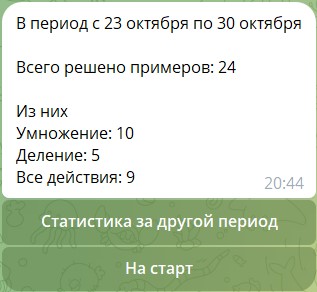 В период с 23 октября по 30 октября
Всего решено примеров: 24
Из них
Умножение: 10
Деление: 5
Все действия: 9
20:44
Статистика за другой период
На старт